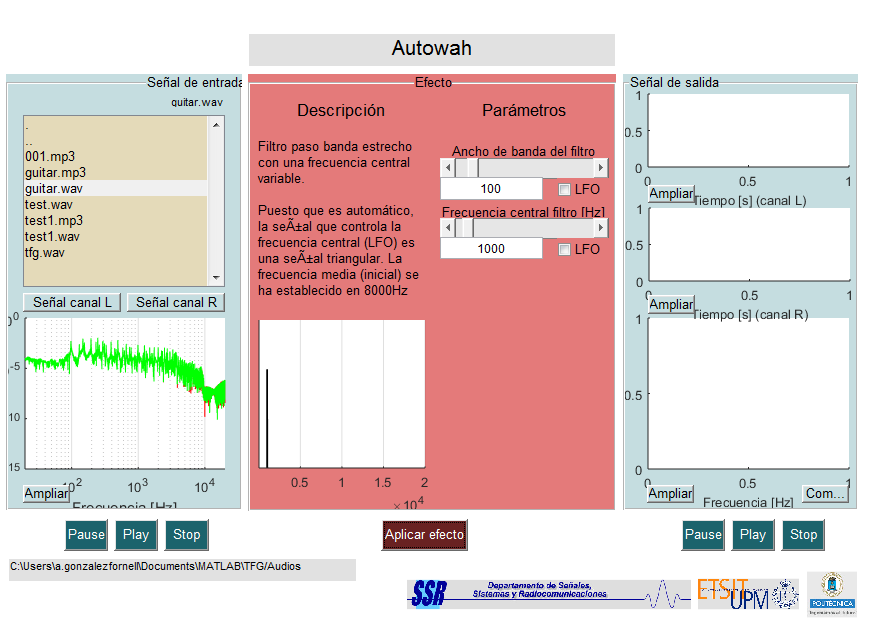 Autowah
Señal de entrada
guitar.wav
.
..
001.mp3
guitar.mp3
guitar.wav
test.wav
test1.mp3
test1.wav
tfg.wav
Señal canal L
Señal canal R
10^0
-5
10
15
10^2
10^3
10^4
Ampliar
Frecuencia [Hz]
Pause
Play
Stop
C:\Users\a.gonzalezfornell\Documents\MATLAB\TFG/Audios
Efecto
Descripción
Filtro paso banda estrecho
con una frecuencia central
variable.
Puesto que es automático,
la seÃ±al que controla la
frecuencia central (LFO) es
una seÃ±al triangular. La
frecuencia media (inicial) se
ha establecido en 8000Hz
0.5
1
1.5
2
× 10^4
Parámetros
Ancho de banda del filtro
100
LFO
Frecuencia central filtro [Hz]
1000
LFO
Aplicar efecto
Señal de salida
1
0.5
0
0
0.5
1
Ampliar
Tiempo [s] (canal L)
1
0.5
0
0
0.5
1
Ampliar
Tiempo [s] (canal R)
1
0.5
0
0
0.5
1
Ampliar
Com...
Frecuencia [Hz]
Pause
Play
Stop
SSR
Departamento de Señales,
Sistemas y Radiocomunicaciones
ETSIT
UPM
POLITÉCNICA